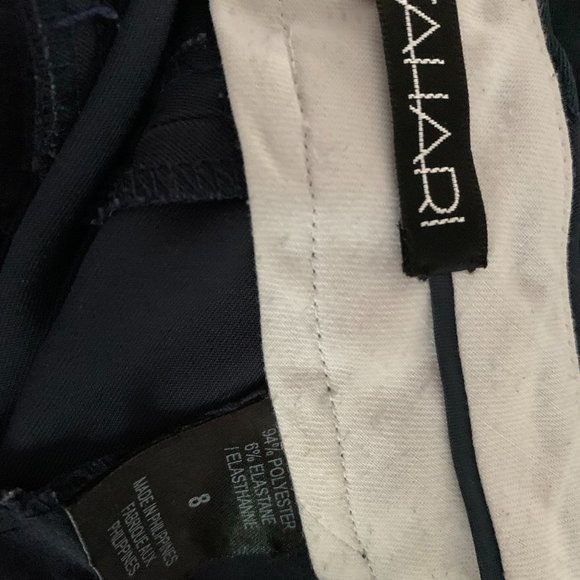 TAHARI
94% POLYESTER
6% ELASTANE
/ ELASTHANNE
8
MADE IN PHILIPPINES
FABRIQUE AUX
PHILIPPINES